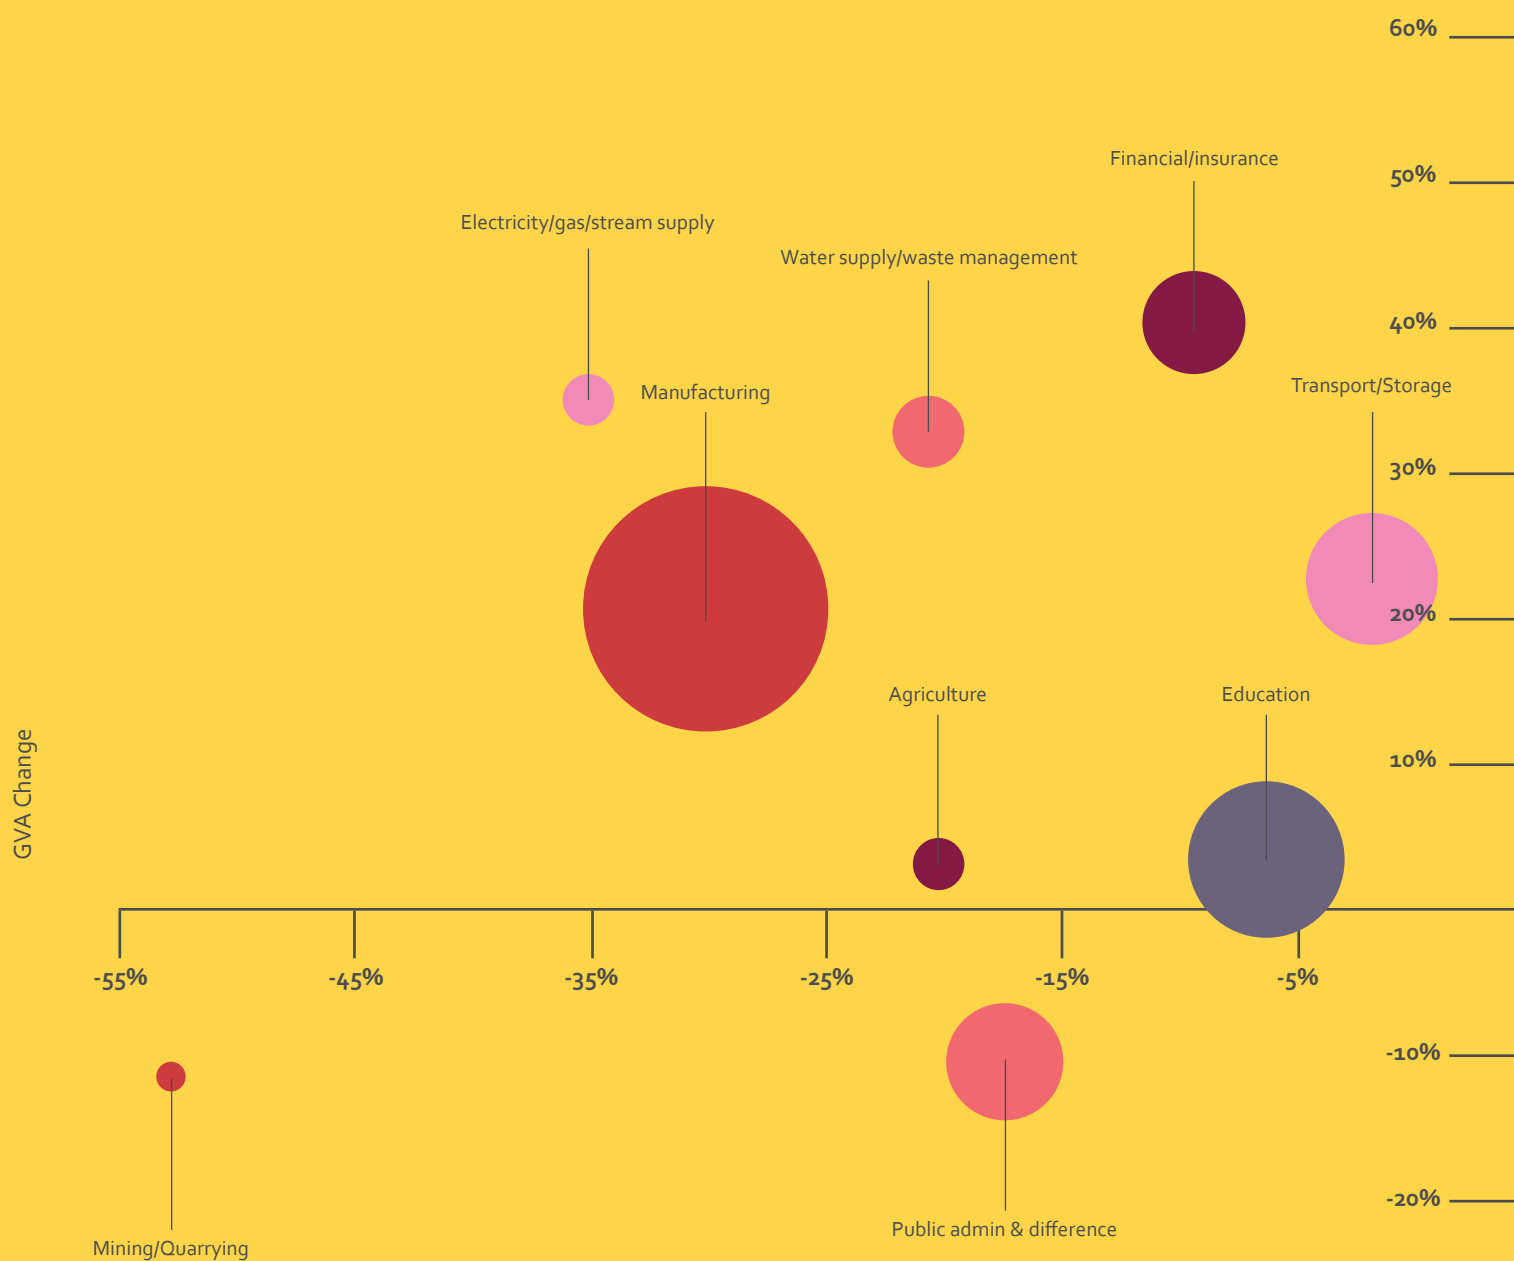 60%
Financial/insurance
50%
Electricity/gas/stream supply
Water supply/waste management
40%
Transport/Storage
Manufacturing
30%
20%
Agriculture
Education
10%
GVA Change
-55%
-45%
-35%
-25%
-15%
-5%
-10%
-20%
Public admin & difference
Mining/Quarrying